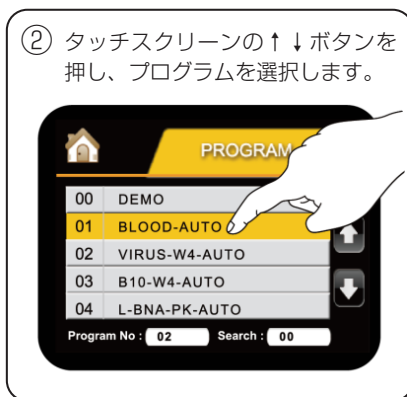 ② タッチスクリーンの↑↓ボタンを
押し、プログラムを選択します。
PROGRAM
00 DEMO
01 BLOOD-AUTO
02 VIRUS-W4-AUTO
03 B10-W4-AUTO
04 L-BNA-PK-AUTO
Program No : 02 Search : 00